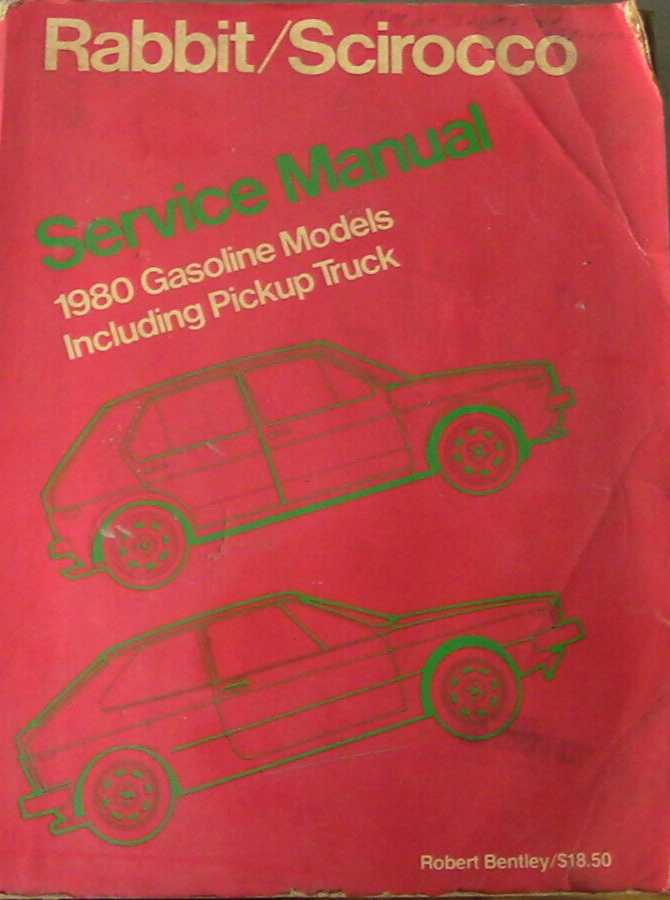 Rabbit/Scirocco
Service Manual
1980 Gasoline Models
Including Pickup Truck
Robert Bentley/$18.50